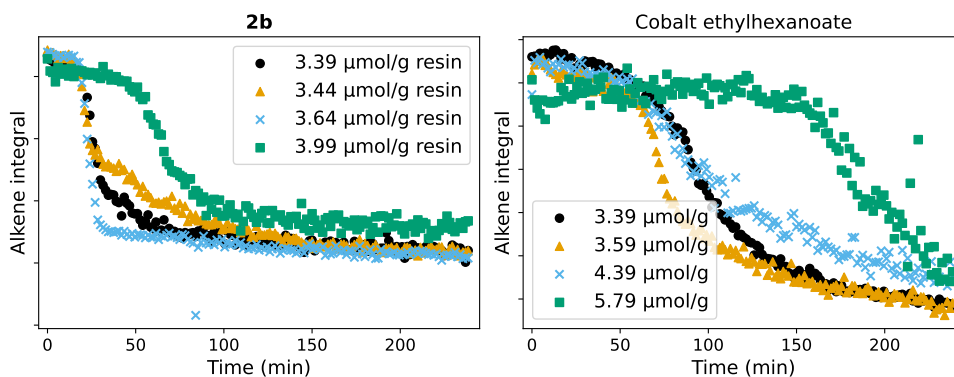 2b
Alkene integral
3.39 µmol/g resin
3.44 µmol/g resin
3.64 µmol/g resin
3.99 µmol/g resin
0 50 100 150 200
Time (min)
Cobalt ethylhexanoate
Alkene integral
3.39 µmol/g
3.59 µmol/g
4.39 µmol/g
5.79 µmol/g
0 50 100 150 200
Time (min)